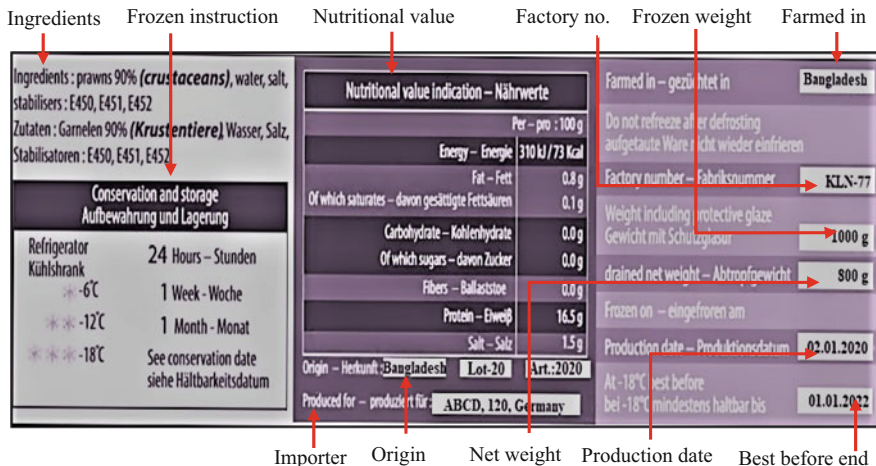 Ingredients
Frozen instruction
Nutritional value
Factory no.
Frozen weight
Farmed in
Ingredients : prawns 90% (crustaceans), water, salt,
stabilisers : E450, E451, E452
Zutaten : Garnelen 90% (Krustentiere), Wasser, Salz,
Stabilisatoren : E450, E451, E452
Conservation and storage
Aufbewahrung und Lagerung
Refrigerator
Kühlshrank
24 Hours – Stunden
-6℃ 1 Week - Woche
-12℃ 1 Month - Monat
-18℃ See conservation date
siehe Hältbarkeitsdatum
Nutritional value indication – Nährwerte
Per – pro : 100 g
Energy – Energie 310 kJ / 73 Kcal
Fat – Fett 0.8 g
Of which saturates – davon gesättigte Fettsäuren 0.1 g
Carbohydrate – Kohlenhydrate 0.0 g
Of which sugars – davon Zucker 0.0 g
Fibers – Ballaststoe 0.0 g
Protein – Eiweiß 16.5 g
Salt – Salz 1.5 g
Origin – Herkunft: Bangladesh Lot-20 Art.:2020
Produced for – produziert für : ABCD, 120, Germany
Farmed in – gezüchtet in Bangladesh
Do not refreeze after defrosting
aufgetaute Ware nicht wieder einfrieren
Factory number – Fabriksnummer KLN-77
Weight including protective glaze
Gewicht mit Schutzglasur 1000 g
drained net weight – Abtropfgewicht 800 g
Frozen on – eingefroren am
Production date – Produktionsdatum 02.01.2020
At -18°C best before
bei -18°C mindestens haltbar bis 01.01.2022
Importer
Origin
Net weight
Production date
Best before end